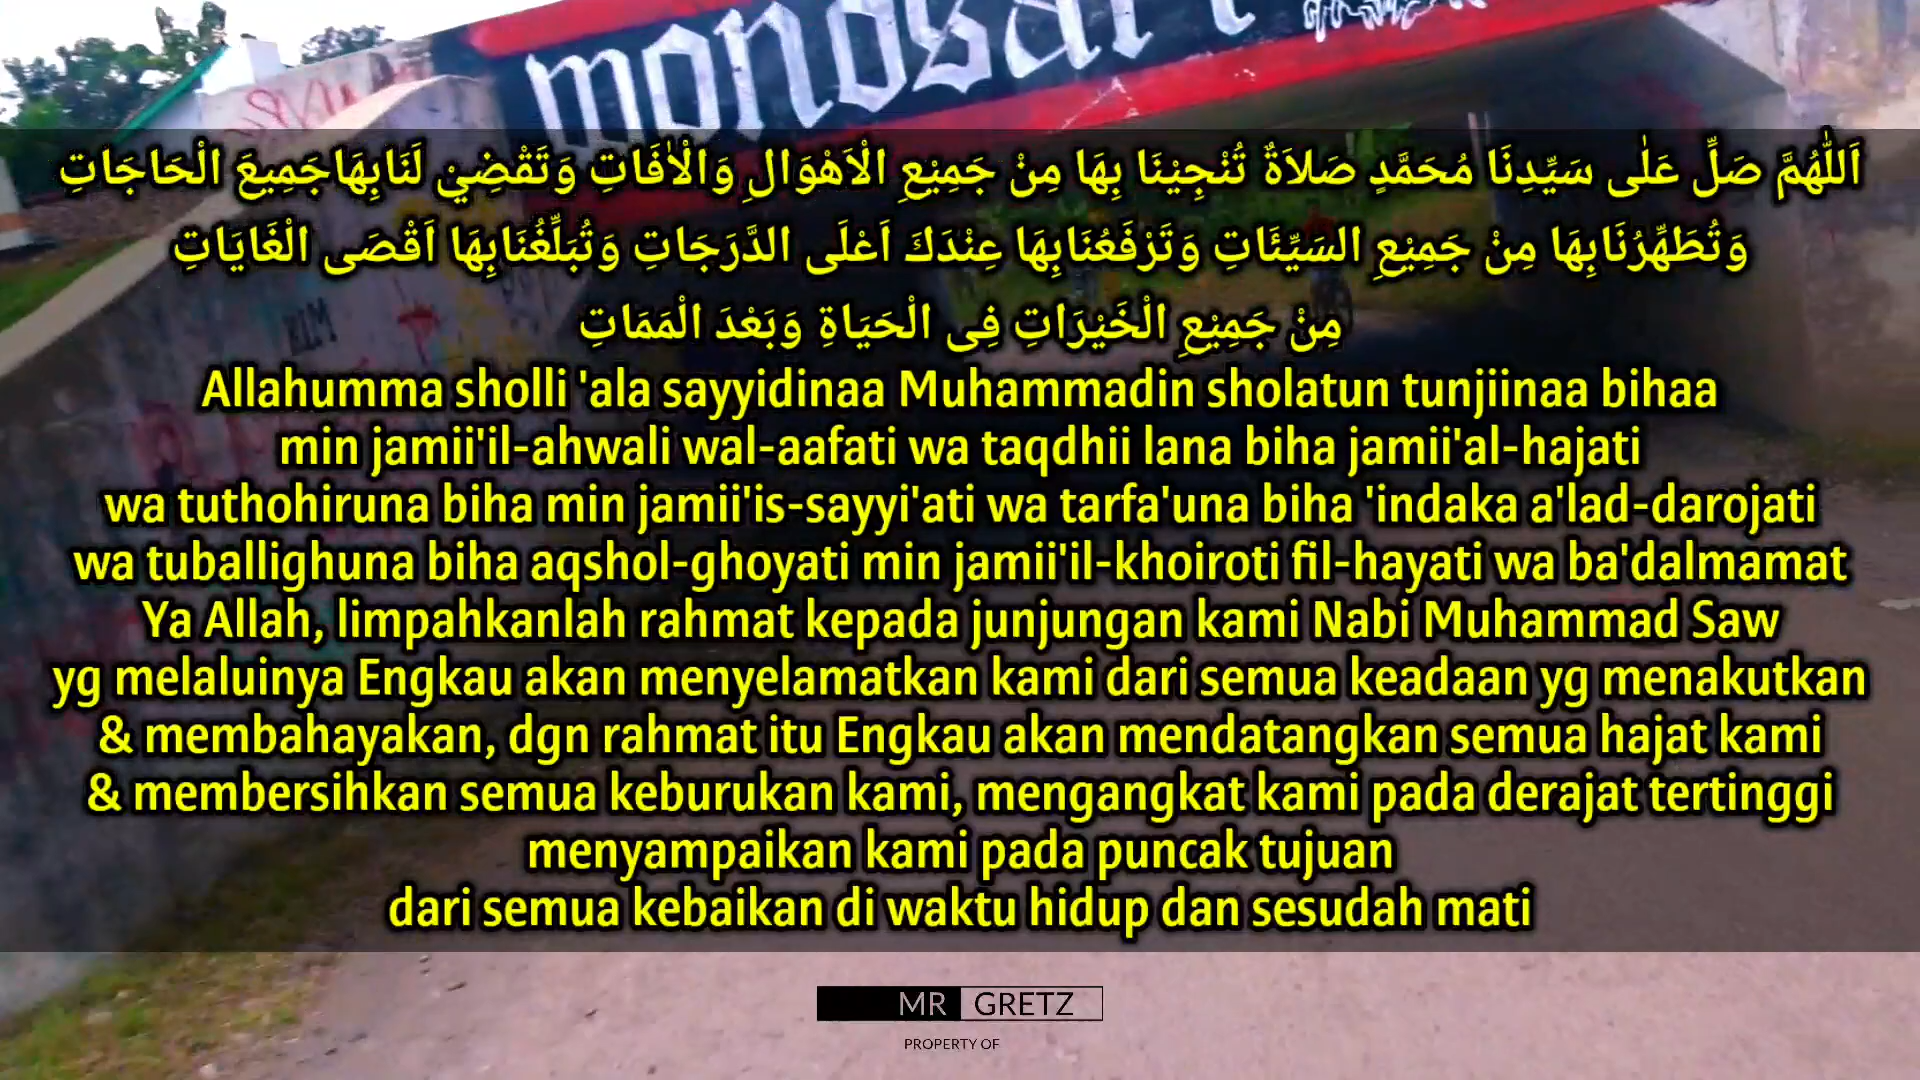 monosari
اَللّٰهُمَّ صَلِّ عَلٰى سَيِّدِنَا مُحَمَّدٍ صَلاَةٌ تُنْجِيْنَا بِهَا مِنْ جَمِيْعِ الْاَهْوَالِ وَالْاٰفَاتِ وَتَقْضِيْ لَنَابِهَاجَمِيعَ الْحَاجَاتِ
وَتُطَهِّرُنَابِهَا مِنْ جَمِيْعِ السَيِّئَاتِ وَتَرْفَعُنَابِهَا عِنْدَكَ اَعْلَى الدَّرَجَاتِ وَتُبَلِّغُنَابِهَا اَقْصَى الْغَايَاتِ
مِنْ جَمِيْعِ الْخَيْرَاتِ فِى الْحَيَاةِ وَبَعْدَ الْمَمَاتِ
Allahumma sholli 'ala sayyidinaa Muhammadin sholatun tunjiinaa bihaa
min jamii'il-ahwali wal-aafati wa taqdhii lana biha jamii'al-hajati
wa tuthohiruna biha min jamii'is-sayyi'ati wa tarfa'una biha 'indaka a'lad-darojati
wa tuballighuna biha aqshol-ghoyati min jamii'il-khoiroti fil-hayati wa ba'dalmamat
Ya Allah, limpahkanlah rahmat kepada junjungan kami Nabi Muhammad Saw
yg melaluinya Engkau akan menyelamatkan kami dari semua keadaan yg menakutkan
& membahayakan, dgn rahmat itu Engkau akan mendatangkan semua hajat kami
& membersihkan semua keburukan kami, mengangkat kami pada derajat tertinggi
menyampaikan kami pada puncak tujuan
dari semua kebaikan di waktu hidup dan sesudah mati
MR GRETZ
PROPERTY OF